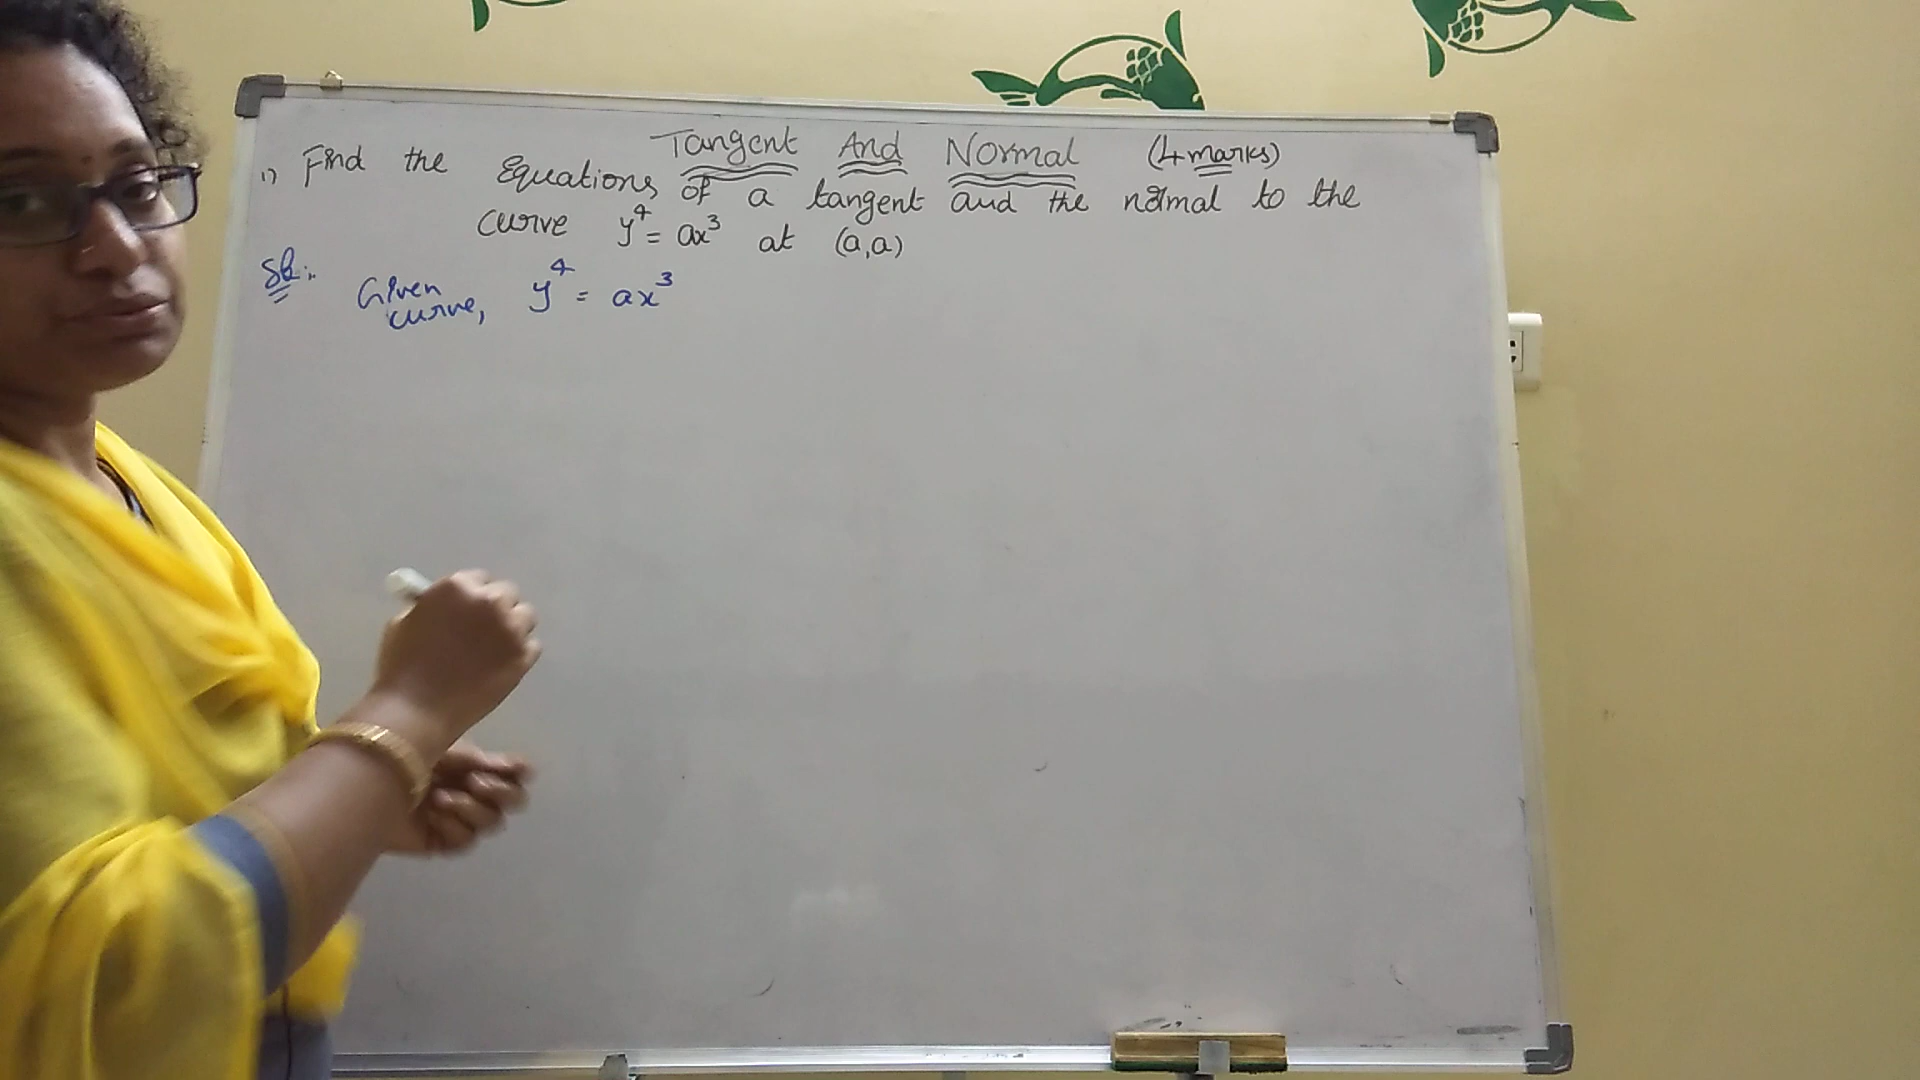 Tangent And Normal (4 marks)
1) Find the Equations of a tangent and the normal to the
curve y⁴ = ax³ at (a,a)
Sol:. Given y⁴ = ax³
curve,